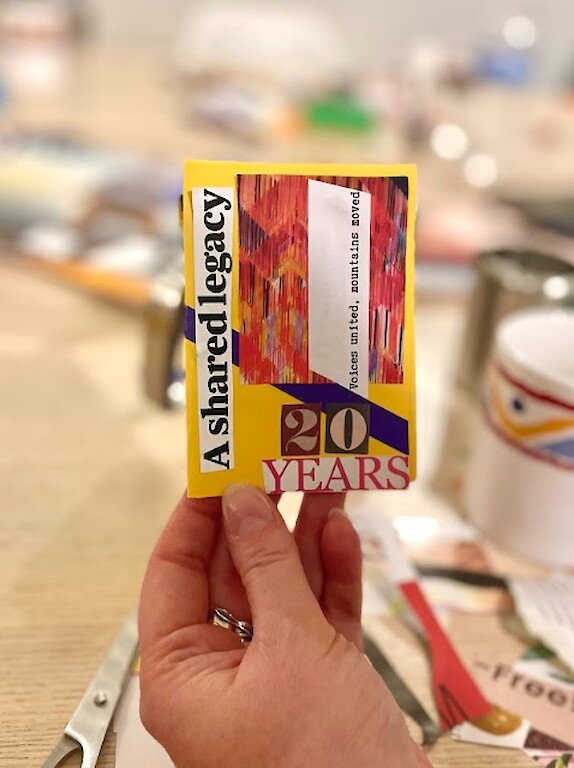 A shared legacy
Voices united, mountains moved
20
YEARS
-Free